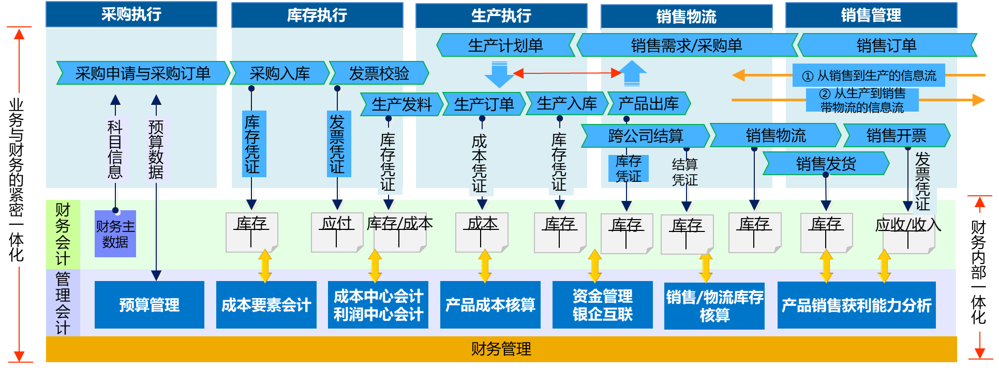 采购执行
库存执行
生产执行
销售物流
销售管理
生产计划单
销售需求/采购单
销售订单
采购申请与采购订单
采购入库
发票校验
① 从销售到生产的信息流
② 从生产到销售
带物流的信息流
生产发料
生产订单
生产入库
产品出库
跨公司结算
销售物流
销售开票
销售发货
业务与财务的紧密一体化
科目信息
预算数据
库存凭证
发票凭证
库存凭证
成本凭证
库存凭证
库存
凭证
结算
凭证
发票凭证
财务会计
财务主
数据
库存
应付
库存/成本
成本
库存
库存
库存
库存
库存
应收/收入
财务内部一体化
管理会计
预算管理
成本要素会计
成本中心会计
利润中心会计
产品成本核算
资金管理
银企互联
销售/物流库存
核算
产品销售获利能力分析
财务管理